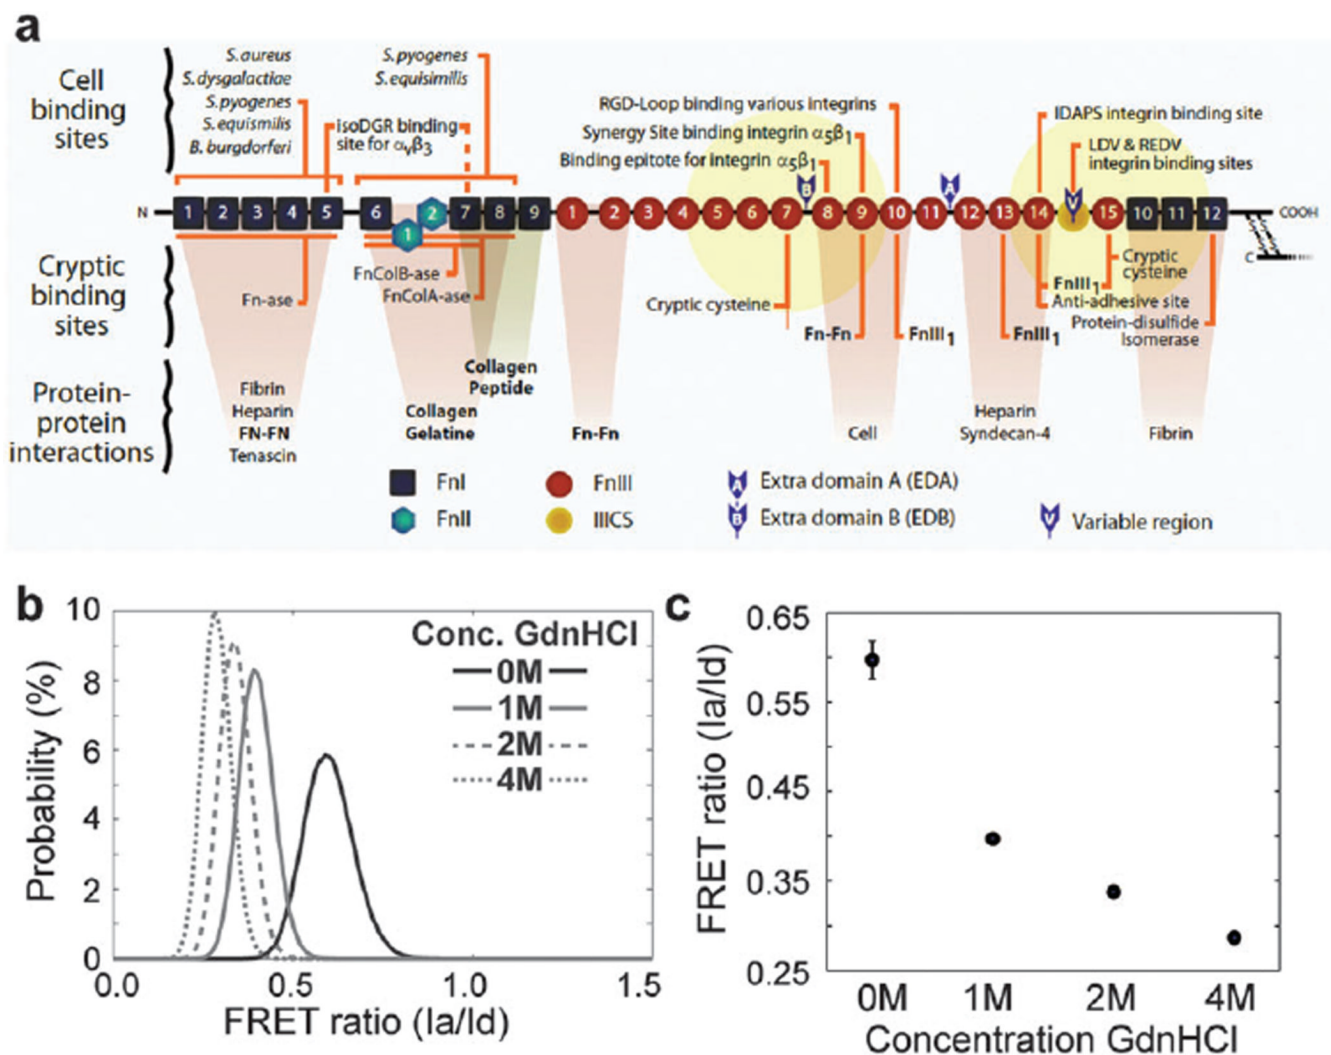 a
Cell
binding
sites
S.aureus
S.dysgalactiae
S.pyogenes
S.equismilis
B. burgdorferi
isoDGR binding
site for αvβ3
S.pyogenes
S.equisimilis
RGD-Loop binding various integrins
Synergy Site binding integrin α5β1
Binding epitote for integrin α5β1
IDAPS integrin binding site
LDV & REDV
integrin binding sites
N 1 2 3 4 5 6 1 2 7 8 9 1 2 3 4 5 6 7 B 8 9 10 11 A 12 13 14 V 15 10 11 12 COOH
C
Cryptic
binding
sites
Fn-ase
FnColB-ase
FnColA-ase
Cryptic cysteine
Fn-Fn
FnIII1
FnIII1
Cryptic
cysteine
FnIII1
Anti-adhesive site
Protein-disulfide
Isomerase
Protein-
protein
interactions
Fibrin
Heparin
FN-FN
Tenascin
Collagen
Peptide
Collagen
Gelatine
Fn-Fn
Cell
Heparin
Syndecan-4
Fibrin
FnI
FnII
FnIII
IIICS
A Extra domain A (EDA)
B Extra domain B (EDB)
V Variable region
b
Probability (%)
10
8
6
4
2
0
0.0 0.5 1.0 1.5
FRET ratio (Ia/Id)
Conc. GdnHCl
0M
1M
2M
4M
c
FRET ratio (Ia/Id)
0.65
0.55
0.45
0.35
0.25
0M 1M 2M 4M
Concentration GdnHCl